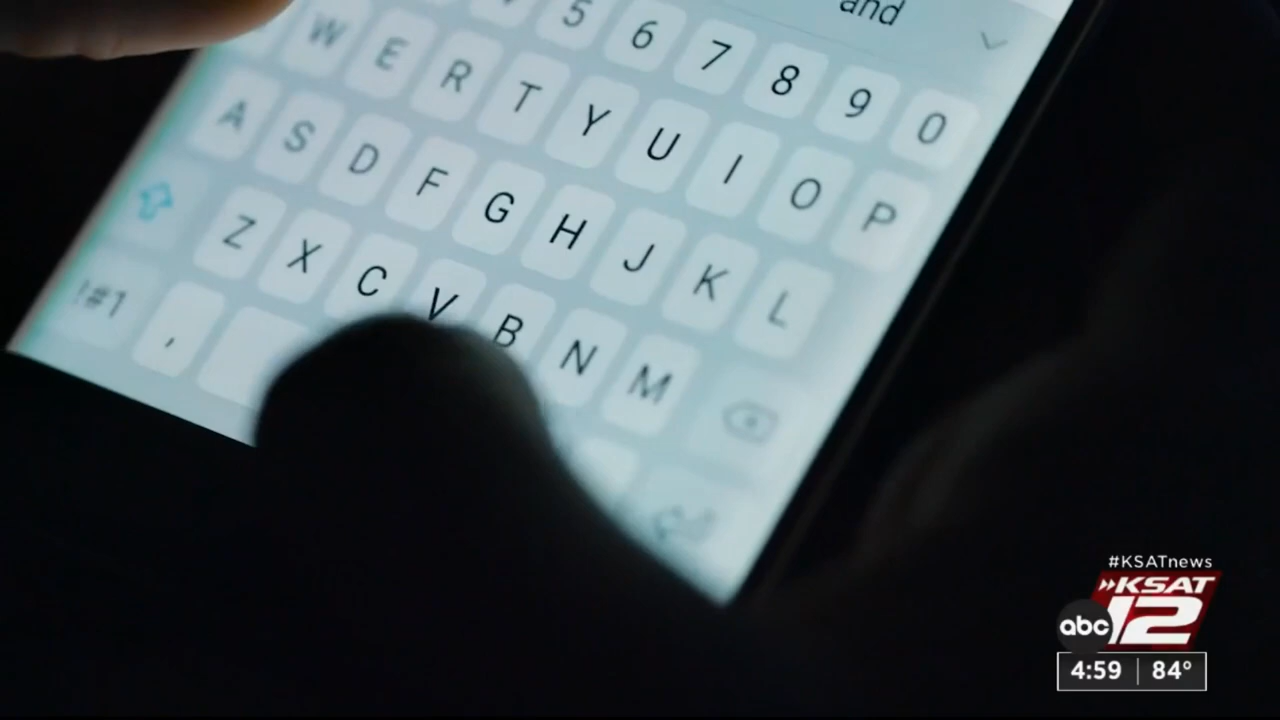 and
5 6 7 8 9 0
W E R T Y U I O P
A S D F G H J K L
Z X C V B N M
!#1 ,
#KSATnews
KSAT
12
abc
4:59 84°